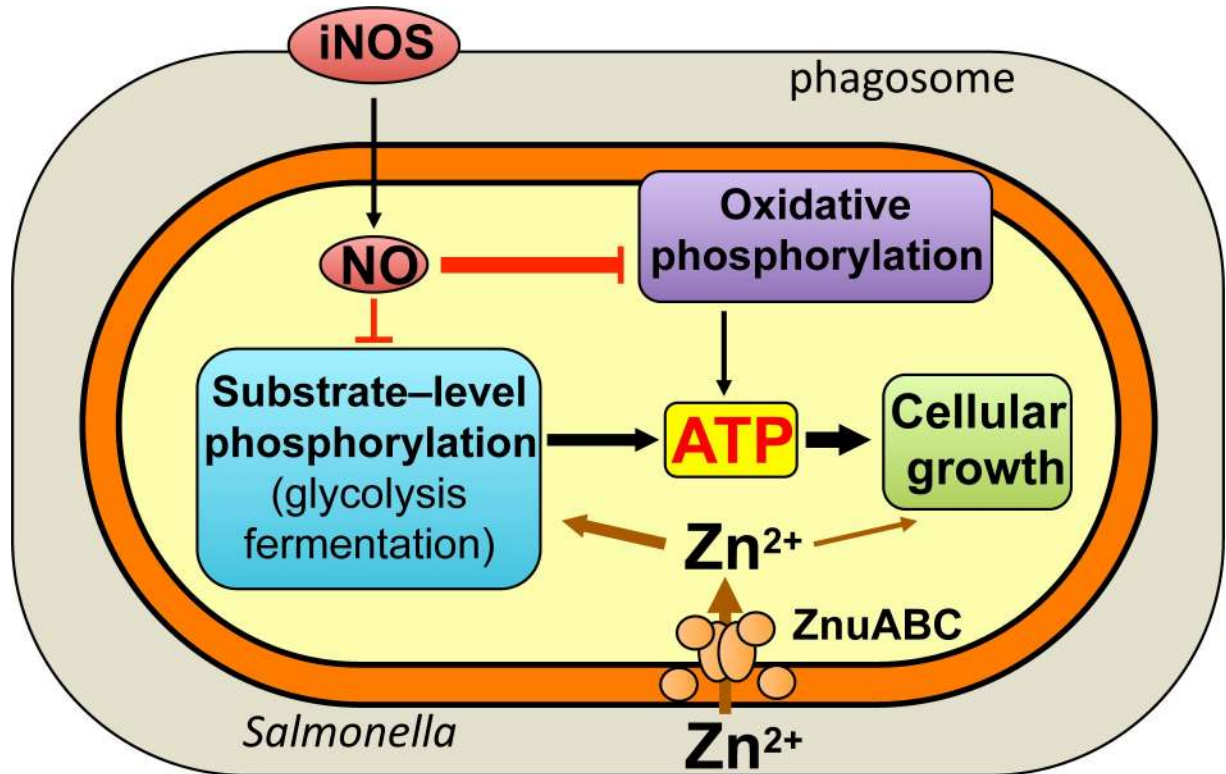 iNOS
phagosome
Oxidative
phosphorylation
NO
Substrate–level
phosphorylation
(glycolysis
fermentation)
ATP
Cellular
growth
Zn²⁺
ZnuABC
Salmonella
Zn²⁺